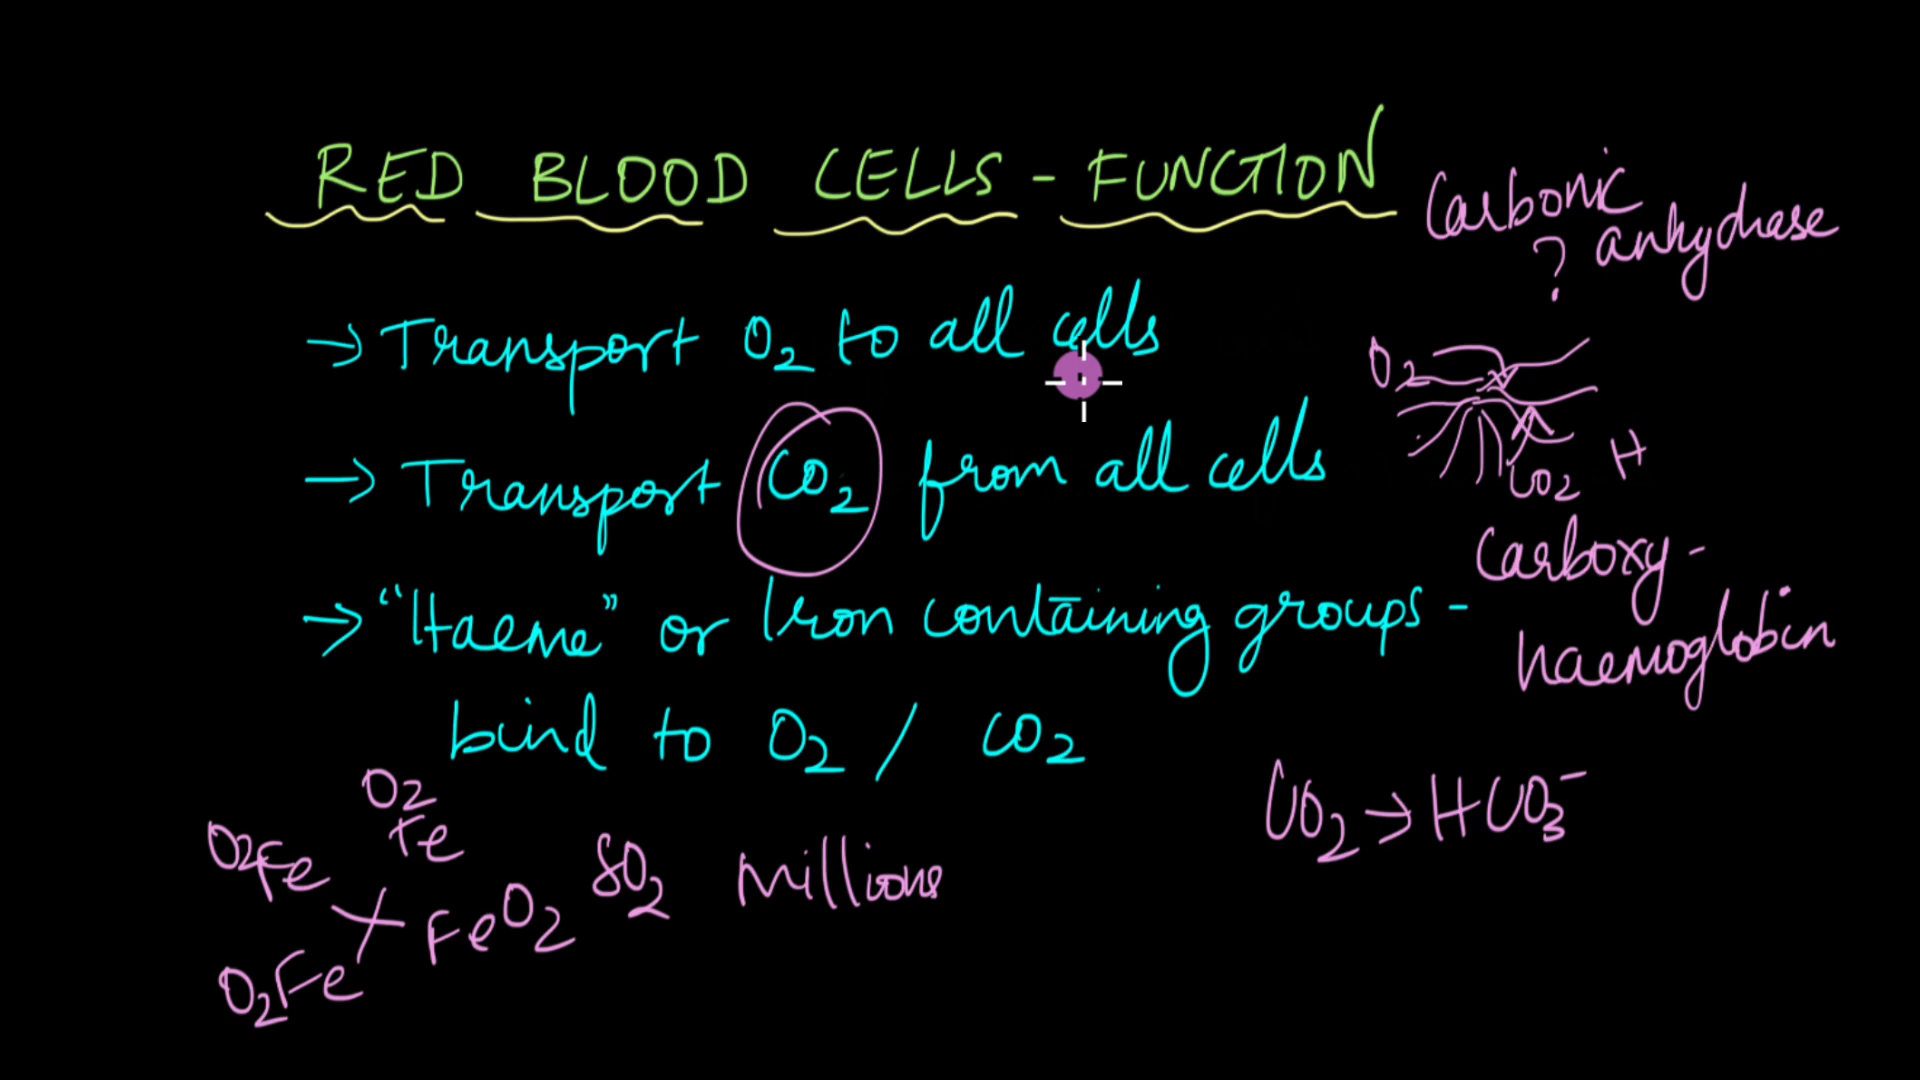 RED BLOOD CELLS - FUNCTION
Carbonic
? anhydrase
→ Transport O2 to all cells
O2
→ Transport CO2 from all cells
CO2 H
→ "Haeme" or Iron containing groups -
Carboxy -
haemoglobin
bind to O2 / CO2
O2
Fe
O2Fe
FeO2
O2Fe
8O2 millions
CO2 → HCO3-